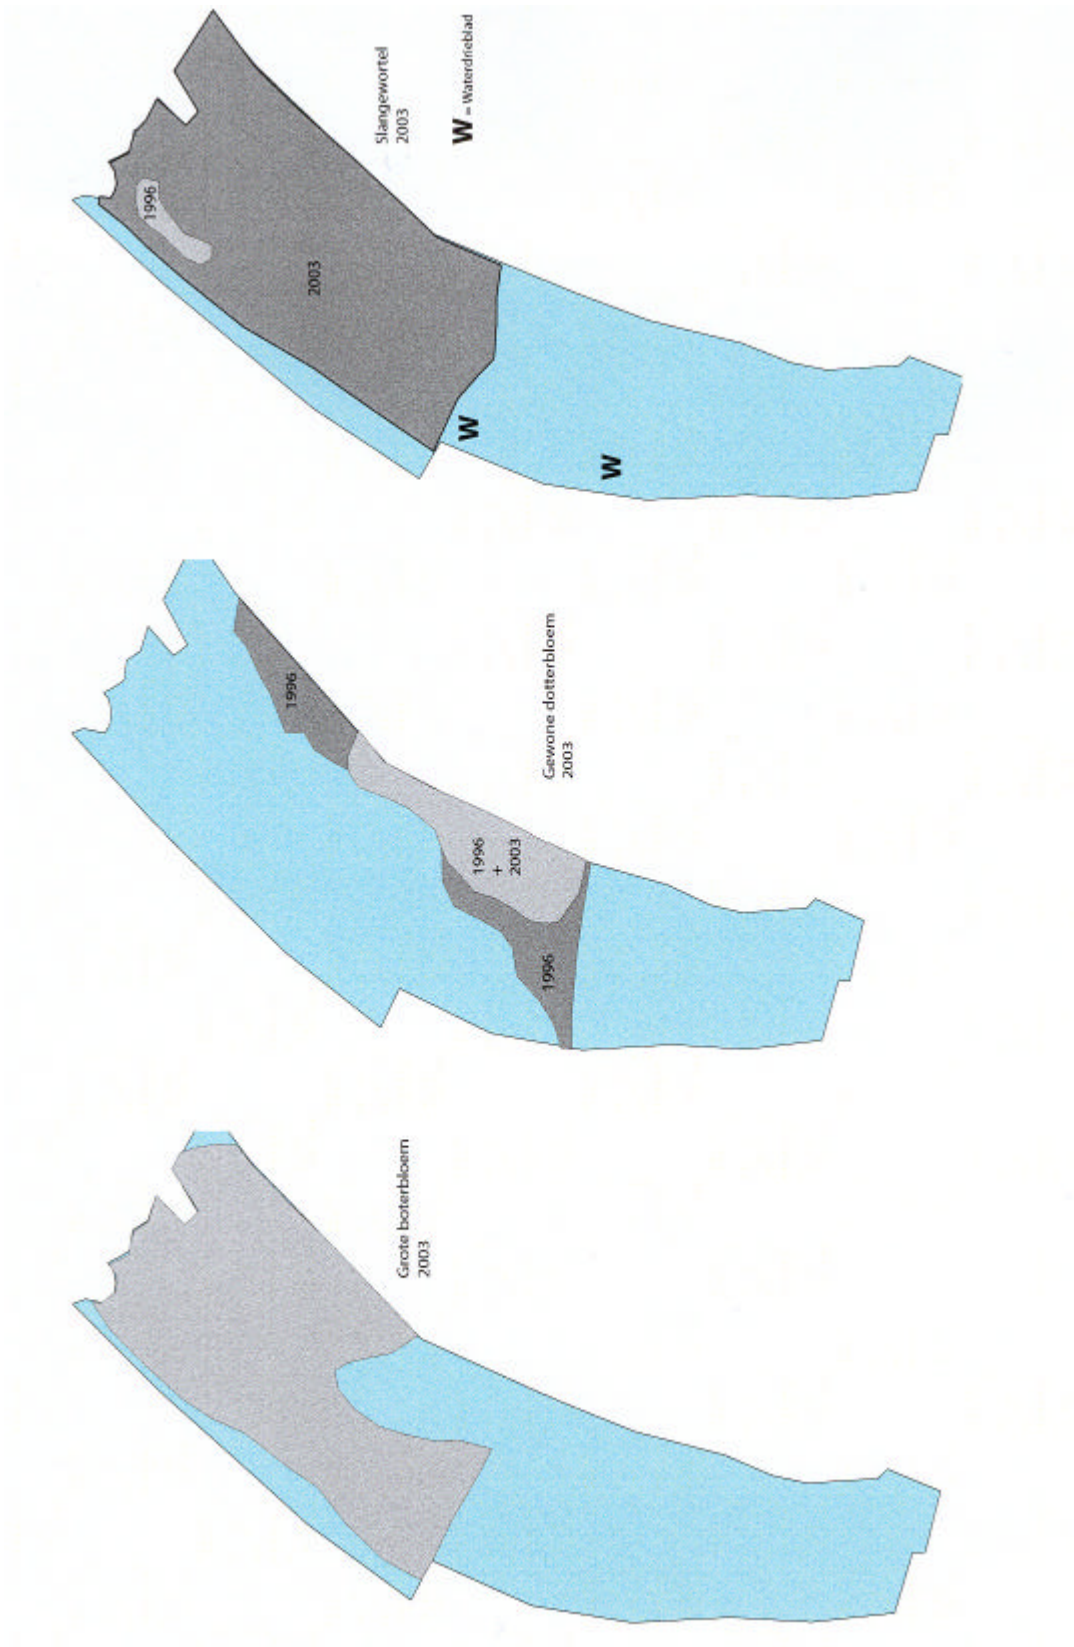 1996
2003
Slangewortel
2003
W = Waterdrieblad
W
W
1996
1996
+
2003
1996
Gewone dotterbloem
2003
Grote boterbloem
2003